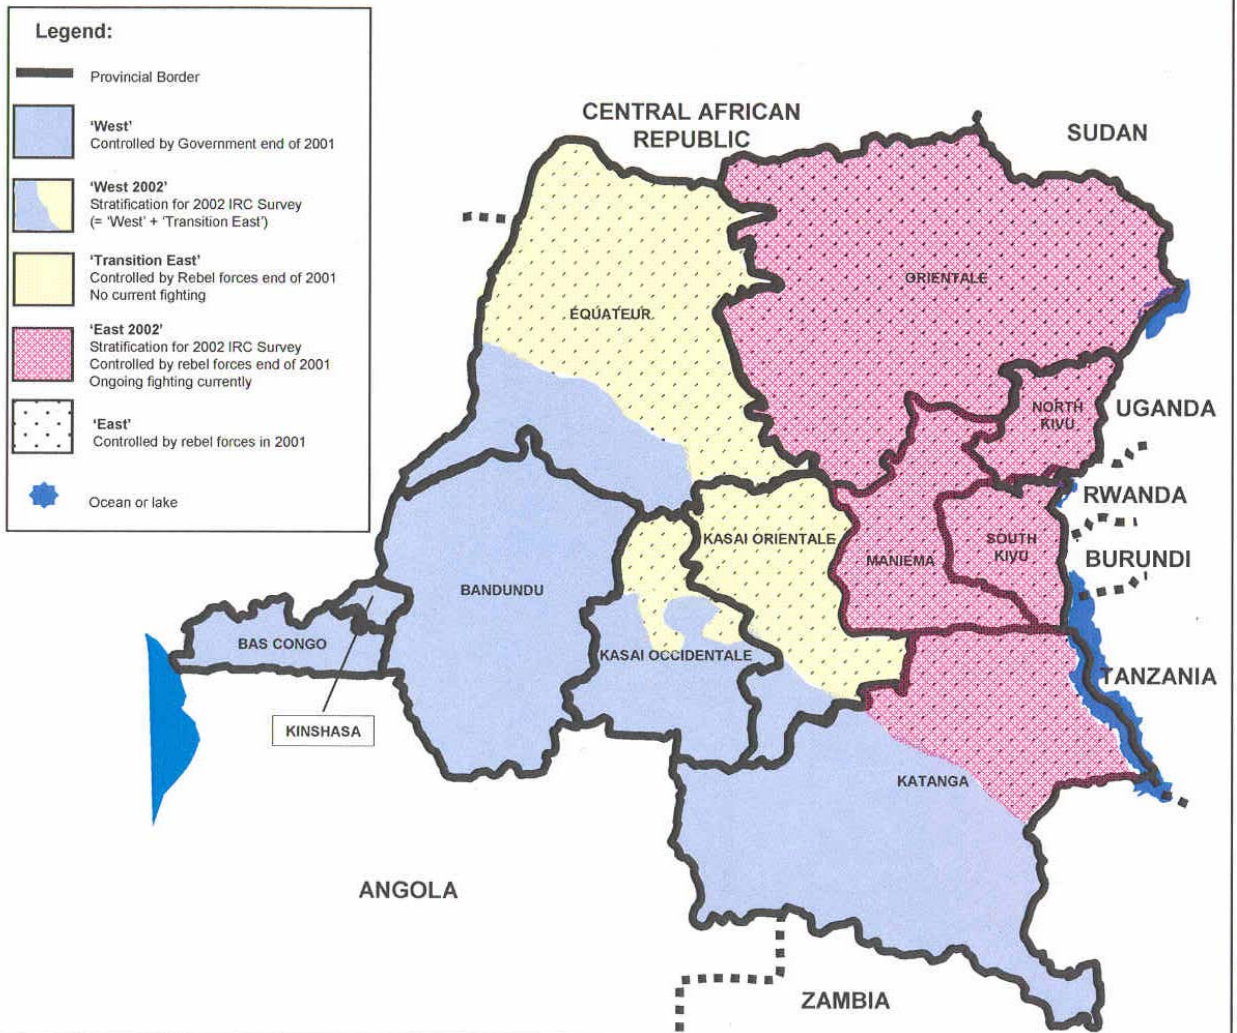 Legend:
Provincial Border
‘West’
Controlled by Government end of 2001
‘West 2002’
Stratification for 2002 IRC Survey
(= ‘West’ + ‘Transition East’)
‘Transition East’
Controlled by Rebel forces end of 2001
No current fighting
‘East 2002’
Stratification for 2002 IRC Survey
Controlled by rebel forces end of 2001
Ongoing fighting currently
‘East’
Controlled by rebel forces in 2001
Ocean or lake
CENTRAL AFRICAN
REPUBLIC
SUDAN
ORIENTALE
ÉQUATEUR
NORTH
KIVU
UGANDA
RWANDA
KASAI ORIENTALE
SOUTH
KIVU
MANIEMA
BURUNDI
BANDUNDU
BAS CONGO
KASAI OCCIDENTALE
TANZANIA
KINSHASA
KATANGA
ANGOLA
ZAMBIA